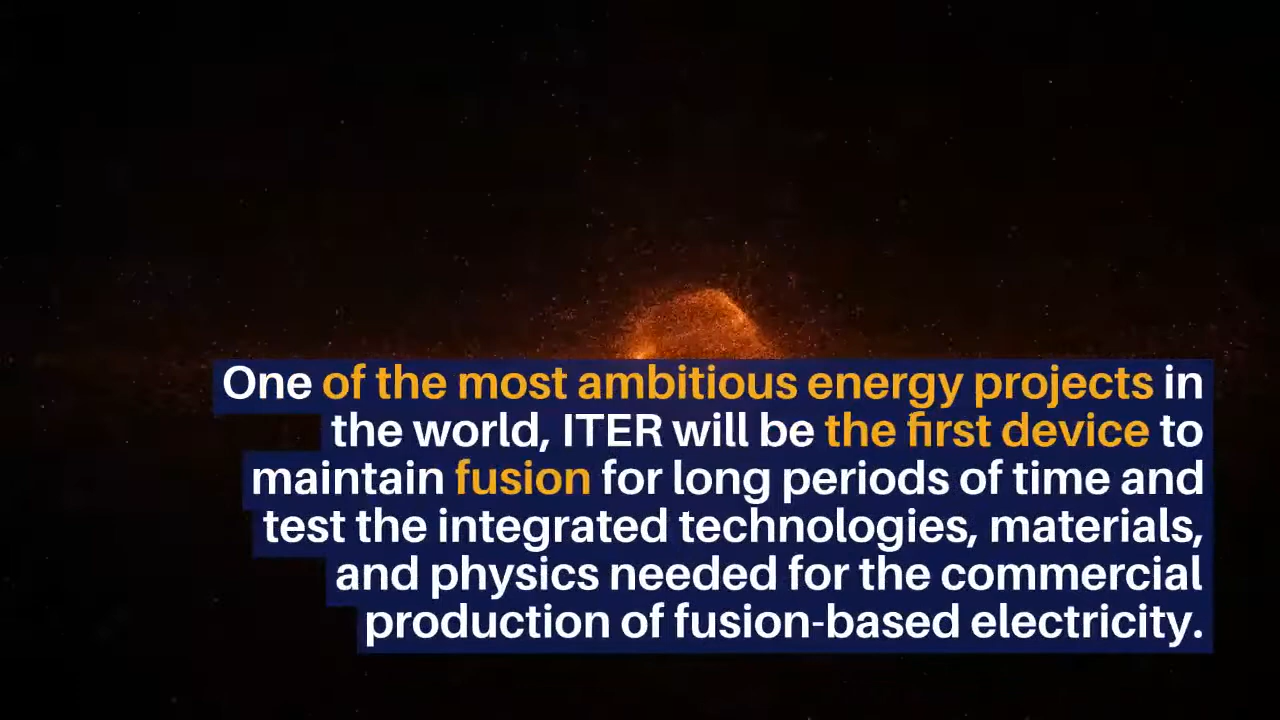 One of the most ambitious energy projects in
the world, ITER will be the first device to
maintain fusion for long periods of time and
test the integrated technologies, materials,
and physics needed for the commercial
production of fusion-based electricity.